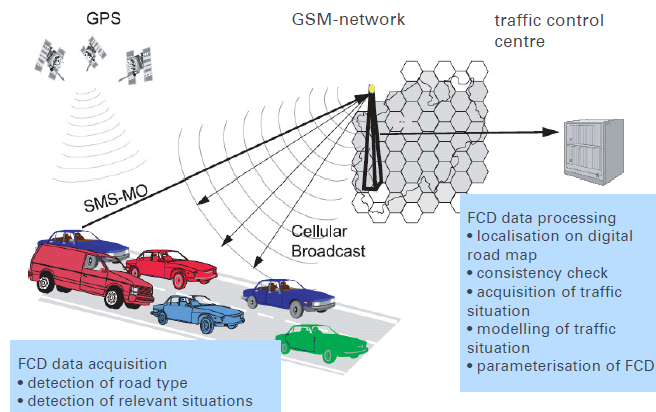 GPS
GSM-network
traffic control
centre
SMS-MO
Cellular
Broadcast
FCD data processing
• localisation on digital
road map
• consistency check
• acquisition of traffic
situation
• modelling of traffic
situation
• parameterisation of FCD
FCD data acquisition
• detection of road type
• detection of relevant situations